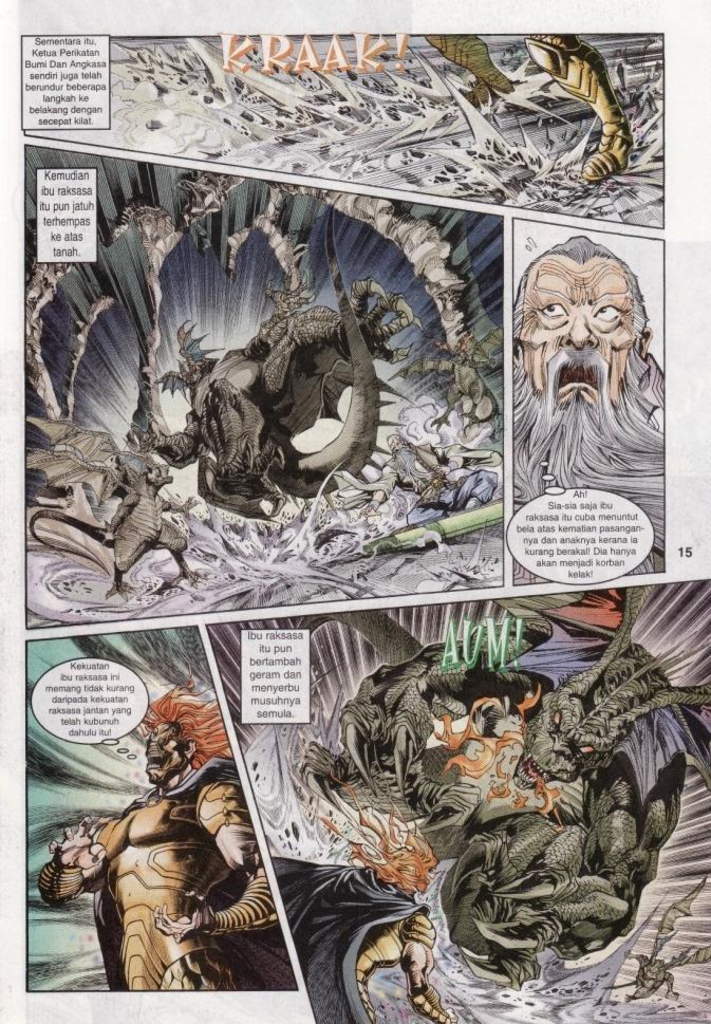 Sementara itu,
Ketua Perikatan
Bumi Dan Angkasa
sendiri juga telah
berundur beberapa
langkah ke
belakang dengan
secepat kilat.
KRAAK!
Kemudian
ibu raksasa
itu pun jatuh
terhempas
ke atas
tanah.
Ah!
Sia-sia saja ibu
raksasa itu cuba menuntut
bela atas kematian pasangan-
nya dan anaknya kerana ia
kurang berakal! Dia hanya
akan menjadi korban
kelak!
15
Kekuatan
ibu raksasa ini
memang tidak kurang
daripada kekuatan
raksasa jantan yang
telah kubunuh
dahulu itu!
Ibu raksasa
itu pun
bertambah
geram dan
menyerbu
musuhnya
semula.
AUM!